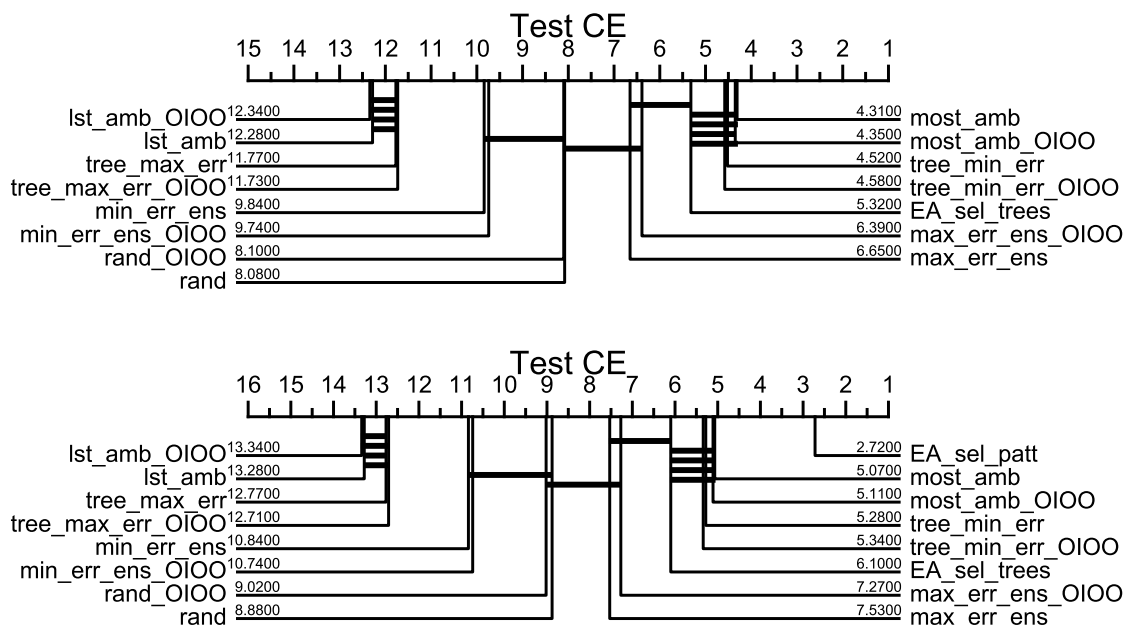 Test CE
15 14 13 12 11 10 9 8 7 6 5 4 3 2 1
lst_amb_OIOO 12.3400 4.3100 most_amb
lst_amb 12.2800 4.3500 most_amb_OIOO
tree_max_err 11.7700 4.5200 tree_min_err
tree_max_err_OIOO 11.7300 4.5800 tree_min_err_OIOO
min_err_ens 9.8400 5.3200 EA_sel_trees
min_err_ens_OIOO 9.7400 6.3900 max_err_ens_OIOO
rand_OIOO 8.1000 6.6500 max_err_ens
rand 8.0800
Test CE
16 15 14 13 12 11 10 9 8 7 6 5 4 3 2 1
lst_amb_OIOO 13.3400 2.7200 EA_sel_patt
lst_amb 13.2800 5.0700 most_amb
tree_max_err 12.7700 5.1100 most_amb_OIOO
tree_max_err_OIOO 12.7100 5.2800 tree_min_err
min_err_ens 10.8400 5.3400 tree_min_err_OIOO
min_err_ens_OIOO 10.7400 6.1000 EA_sel_trees
rand_OIOO 9.0200 7.2700 max_err_ens_OIOO
rand 8.8800 7.5300 max_err_ens